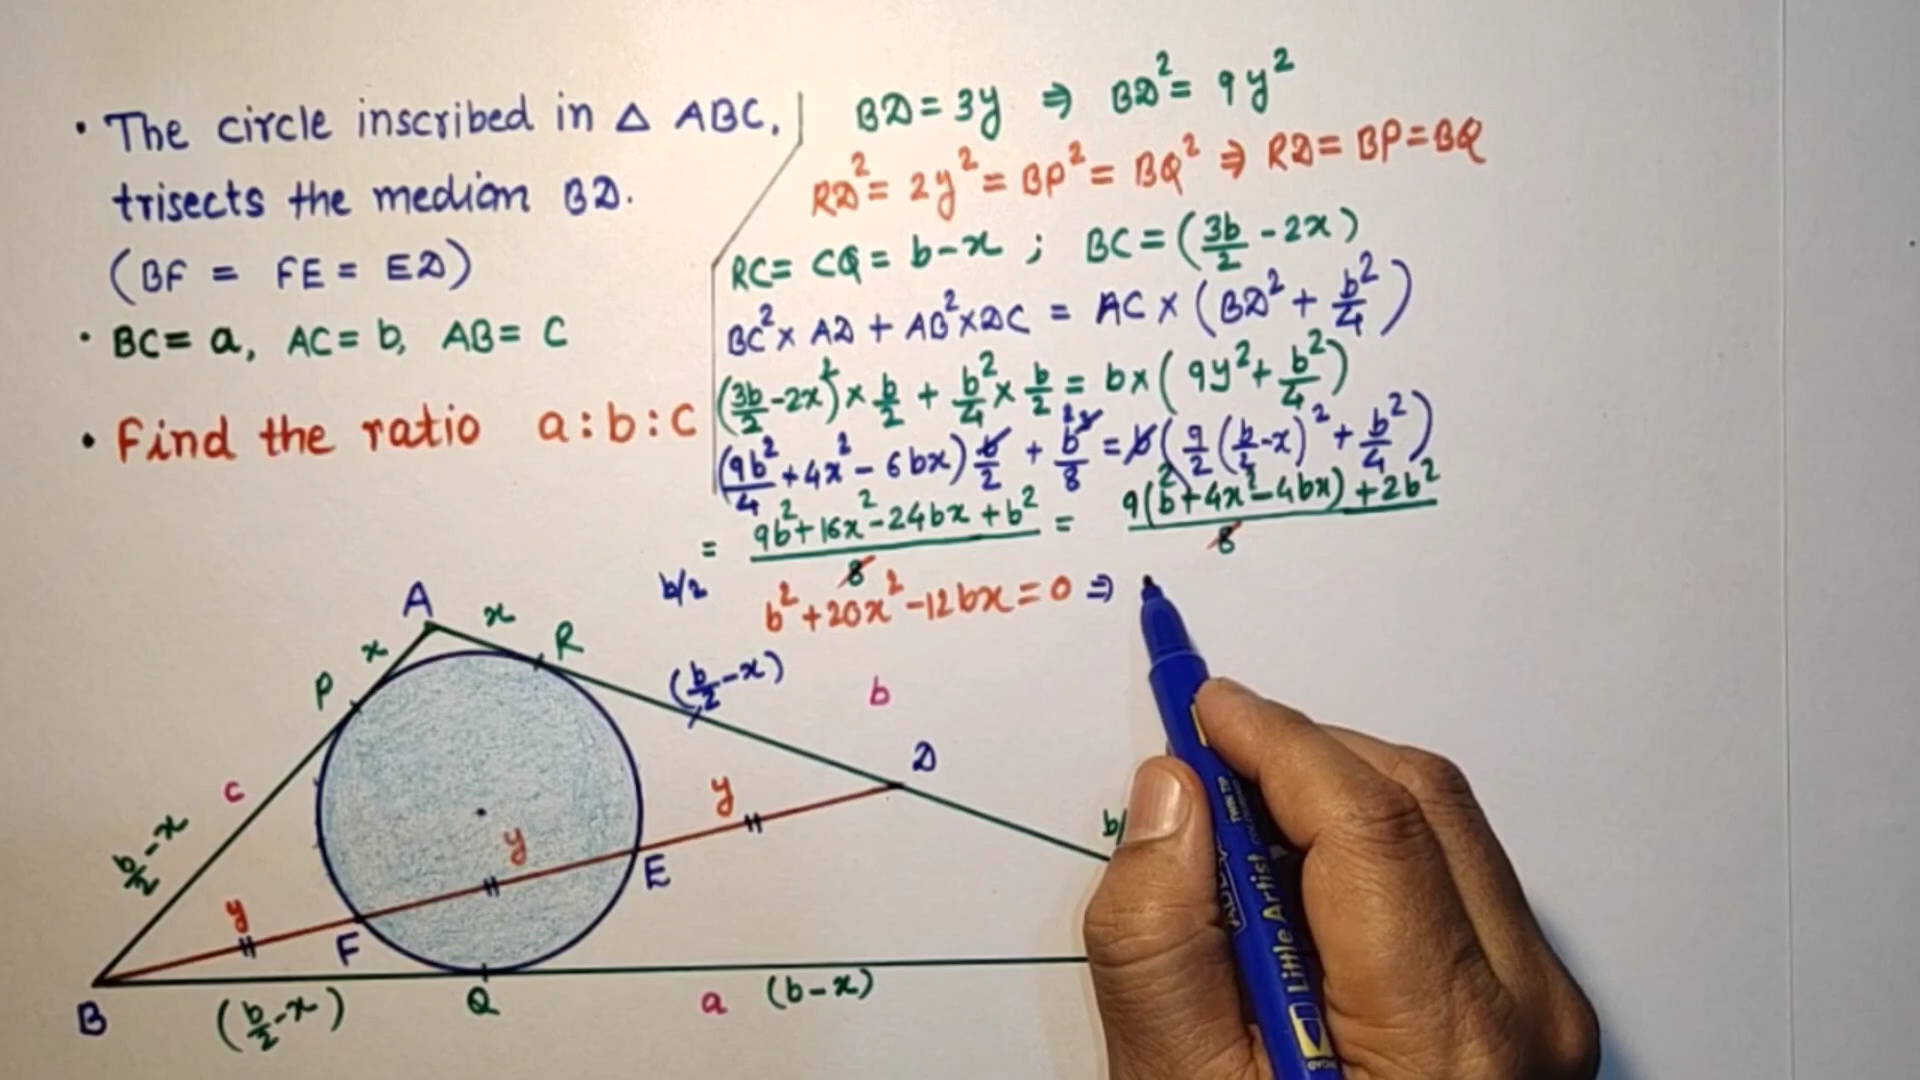 • The circle inscribed in △ ABC,
trisects the median BD.
(BF = FE = ED)
• BC = a, AC = b, AB = C
• Find the ratio a : b : c
BD = 3y ⇒ BD² = 9y²
RD² = 2y² = BP² = BQ² ⇒ RD = BP = BQ
RC = CQ = b-x ; BC = (3b/2 - 2x)
BC² × AD + AB² × DC = AC × (BD² + b²/4)
(3b/2 - 2x)² × b/2 + b²/4 × b/2 = b × (9y² + b²/4)
(9b²/4 + 4x² - 6bx) b/2 + b³/8 = b (9/2 (b/2 - x)² + b²/4)
= 9b² + 16x² - 24bx + b² / 8 = 9(b² + 4x² - 4bx) + 2b² / 8
b² + 20x² - 12bx = 0 ⇒
b/2
A
x
x
R
P
(b/2 - x)
b
D
c
y
b/
b/2 - x
y
E
y
F
B
(b/2 - x)
Q
a
(b-x)
Little Artist